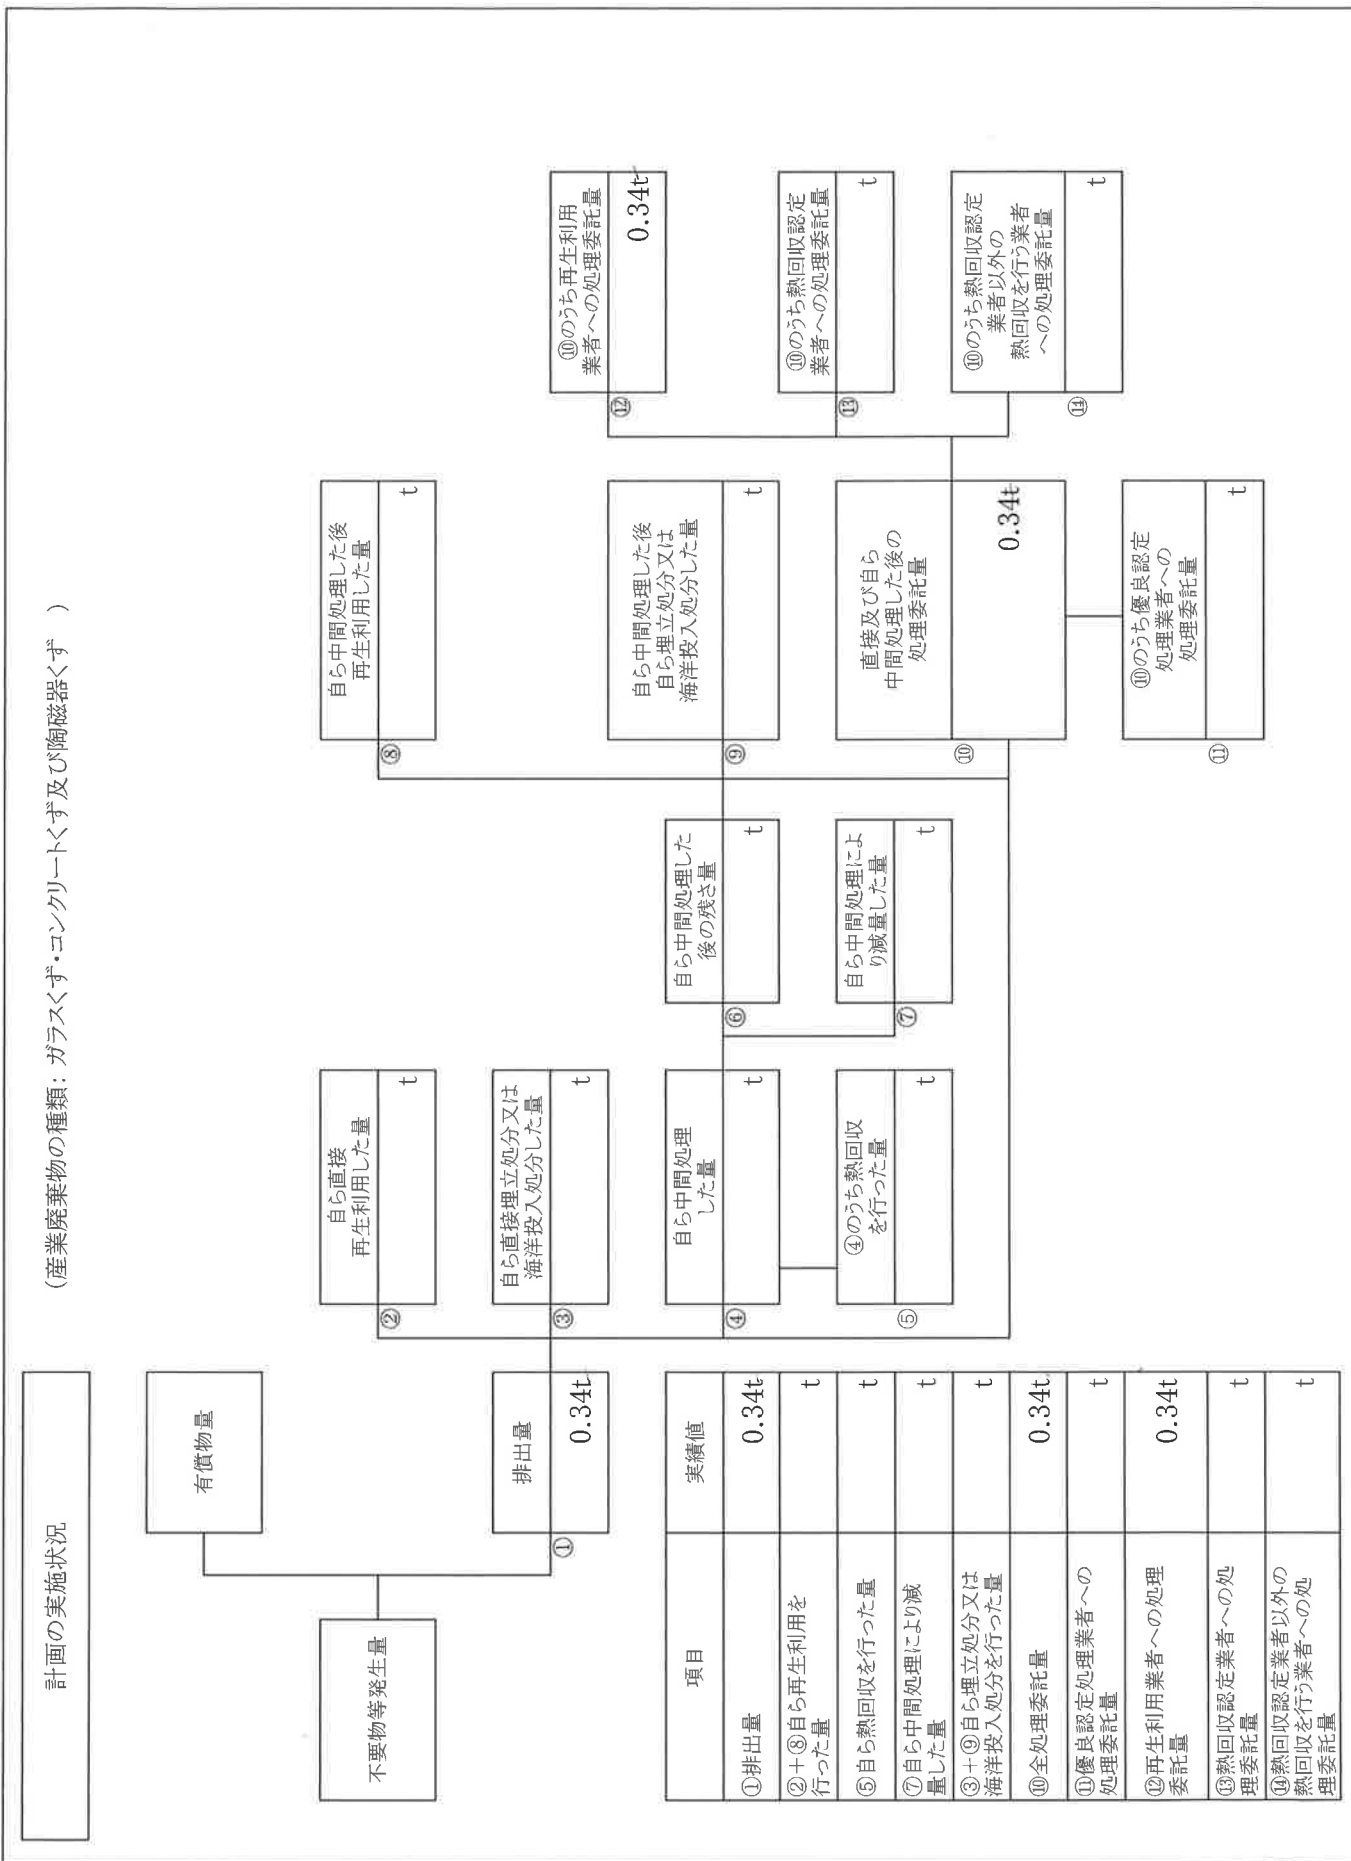 計画の実施状況
(産業廃棄物の種類：ガラスくず・コンクリートくず及び陶磁器くず　)
不要物等発生量
有償物量
①
排出量
0.34t
②
自ら直接
再生利用した量
t
③
自ら直接埋立処分又は
海洋投入処分した量
t
④
自ら中間処理
した量
t
⑤
④のうち熱回収
を行った量
t
⑥
自ら中間処理した
後の残さ量
t
⑦
自ら中間処理によ
り減量した量
t
⑧
自ら中間処理した後
再生利用した量
t
⑨
自ら中間処理した後
自ら埋立処分又は
海洋投入処分した量
t
⑩
直接及び自ら
中間処理した後の
処理委託量
0.34t
⑪
⑩のうち優良認定
処理業者への
処理委託量
t
⑫
⑩のうち再生利用
業者への処理委託量
0.34t
⑬
⑩のうち熱回収認定
業者への処理委託量
t
⑭
⑩のうち熱回収認定
業者以外の
熱回収を行う業者
への処理委託量
t
項目
実績値
①排出量
0.34t
②＋⑧自ら再生利用を
行った量
t
⑤自ら熱回収を行った量
t
⑦自ら中間処理により減
量した量
t
③＋⑨自ら埋立処分又は
海洋投入処分を行った量
t
⑩全処理委託量
0.34t
⑪優良認定処理業者への
処理委託量
t
⑫再生利用業者への処理
委託量
0.34t
⑬熱回収認定業者への処
理委託量
t
⑭熱回収認定業者以外の
熱回収を行う業者への処
理委託量
t